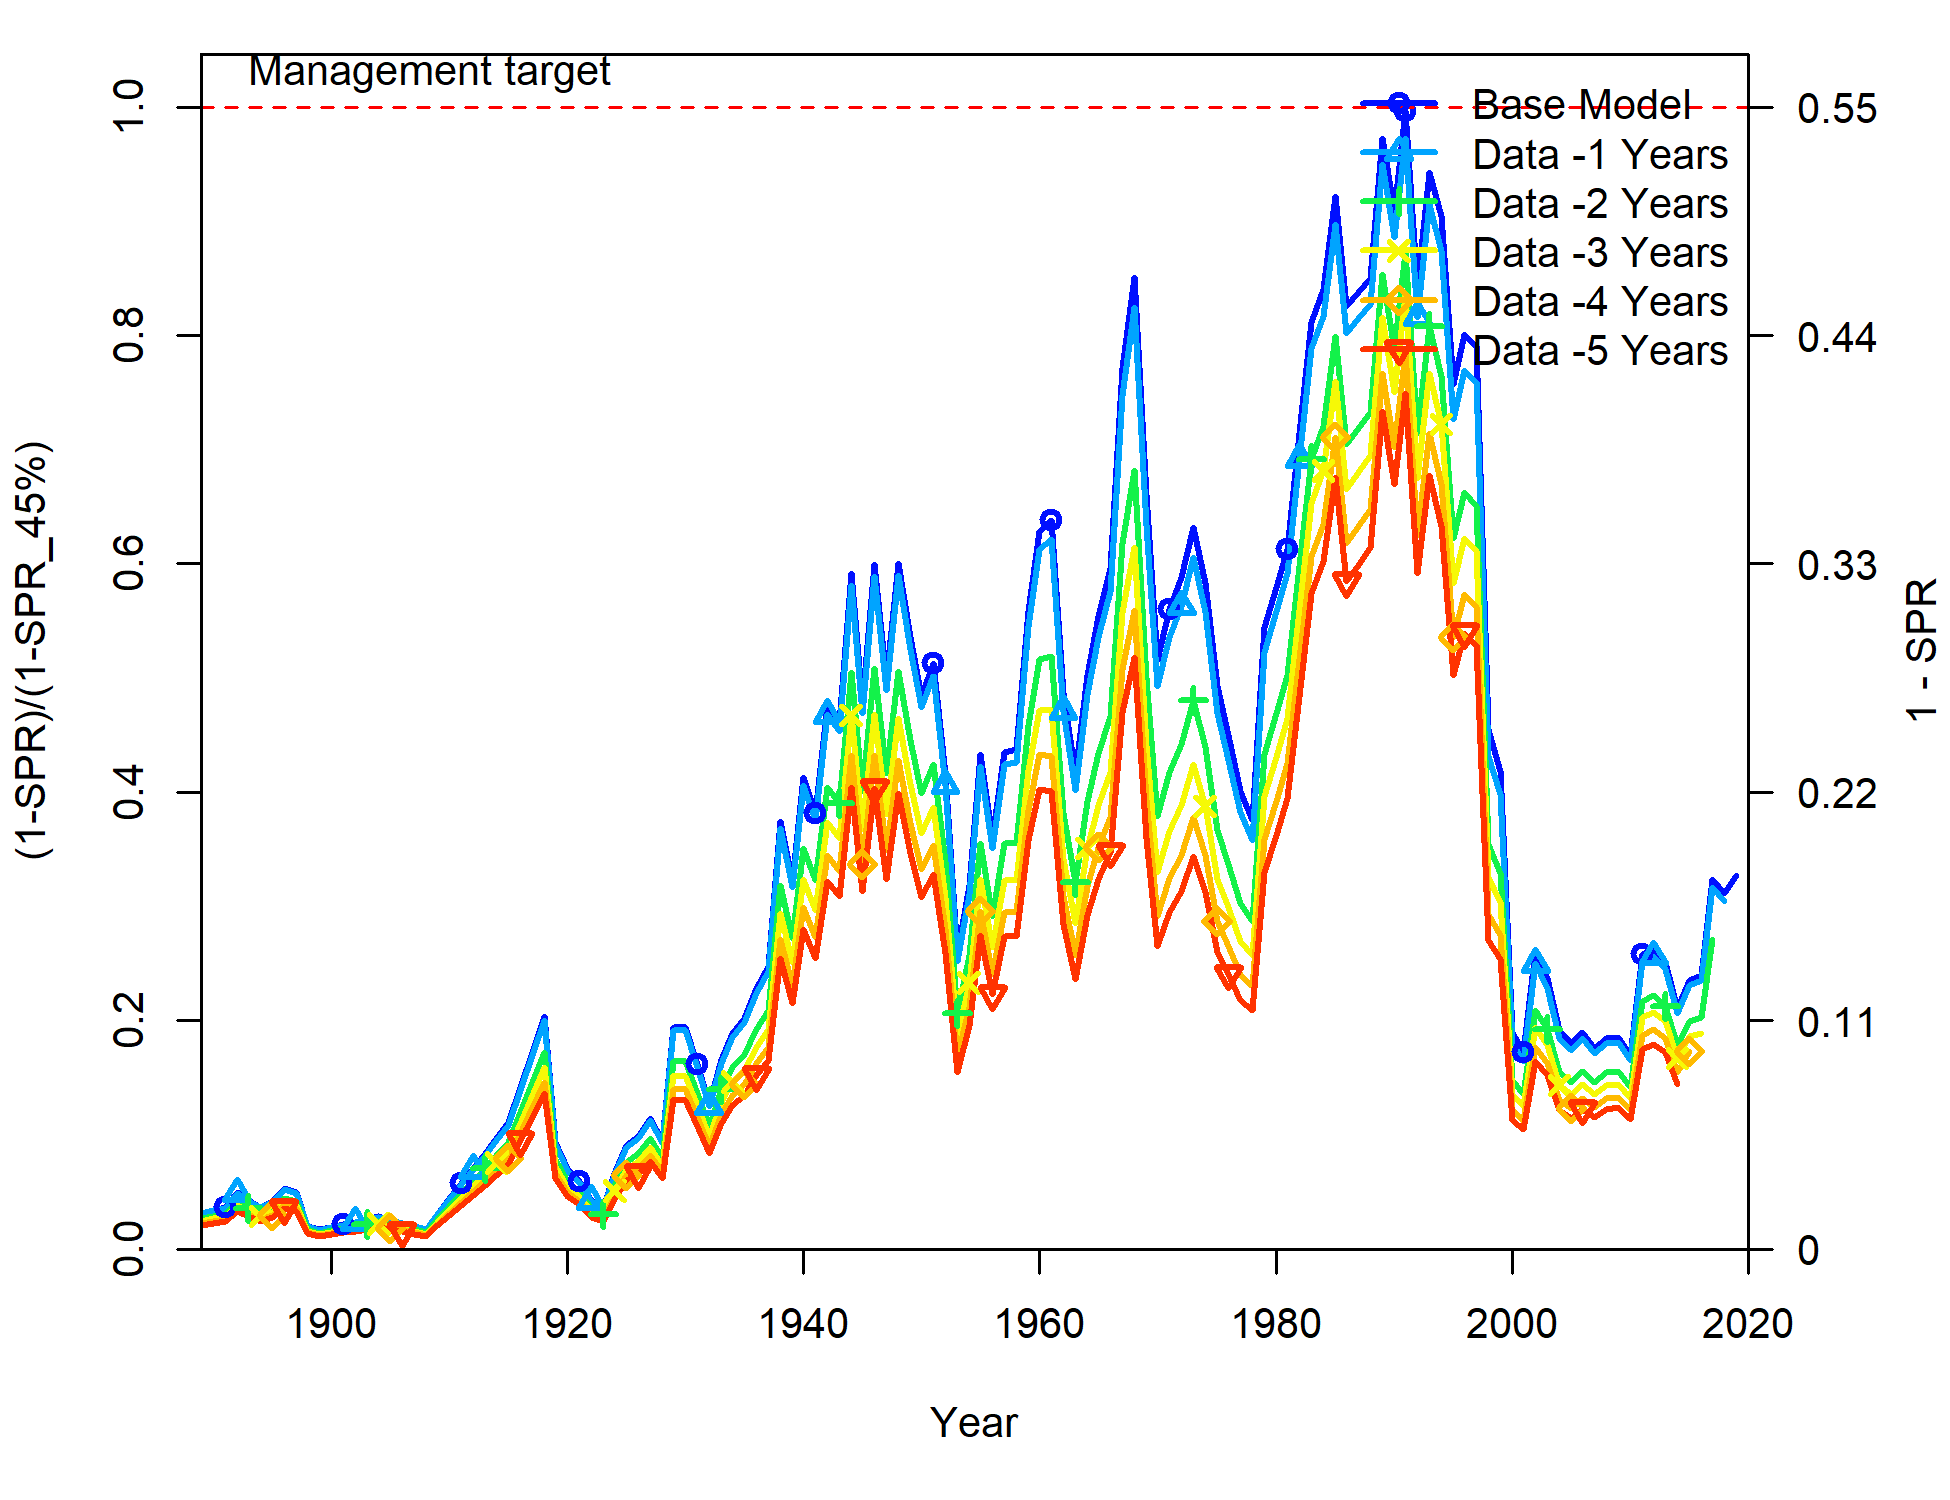 Management target
Base Model
Data -1 Years
Data -2 Years
Data -3 Years
Data -4 Years
Data -5 Years
(1-SPR)/(1-SPR_45%)
1.0
0.8
0.6
0.4
0.2
0.0
0.55
0.44
0.33
0.22
0.11
0
1 - SPR
1900 1920 1940 1960 1980 2000 2020
Year